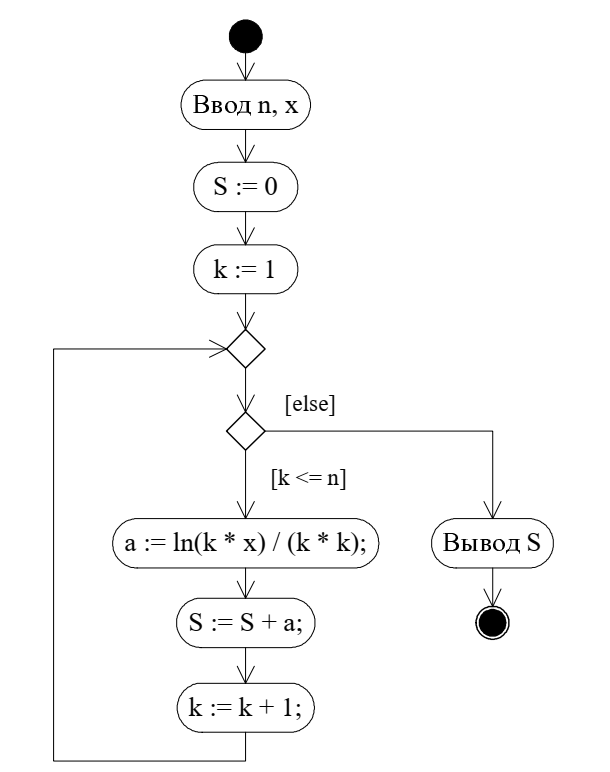 Ввод n, x
S := 0
k := 1
[else]
[k <= n]
a := ln(k * x) / (k * k);
Вывод S
S := S + a;
k := k + 1;